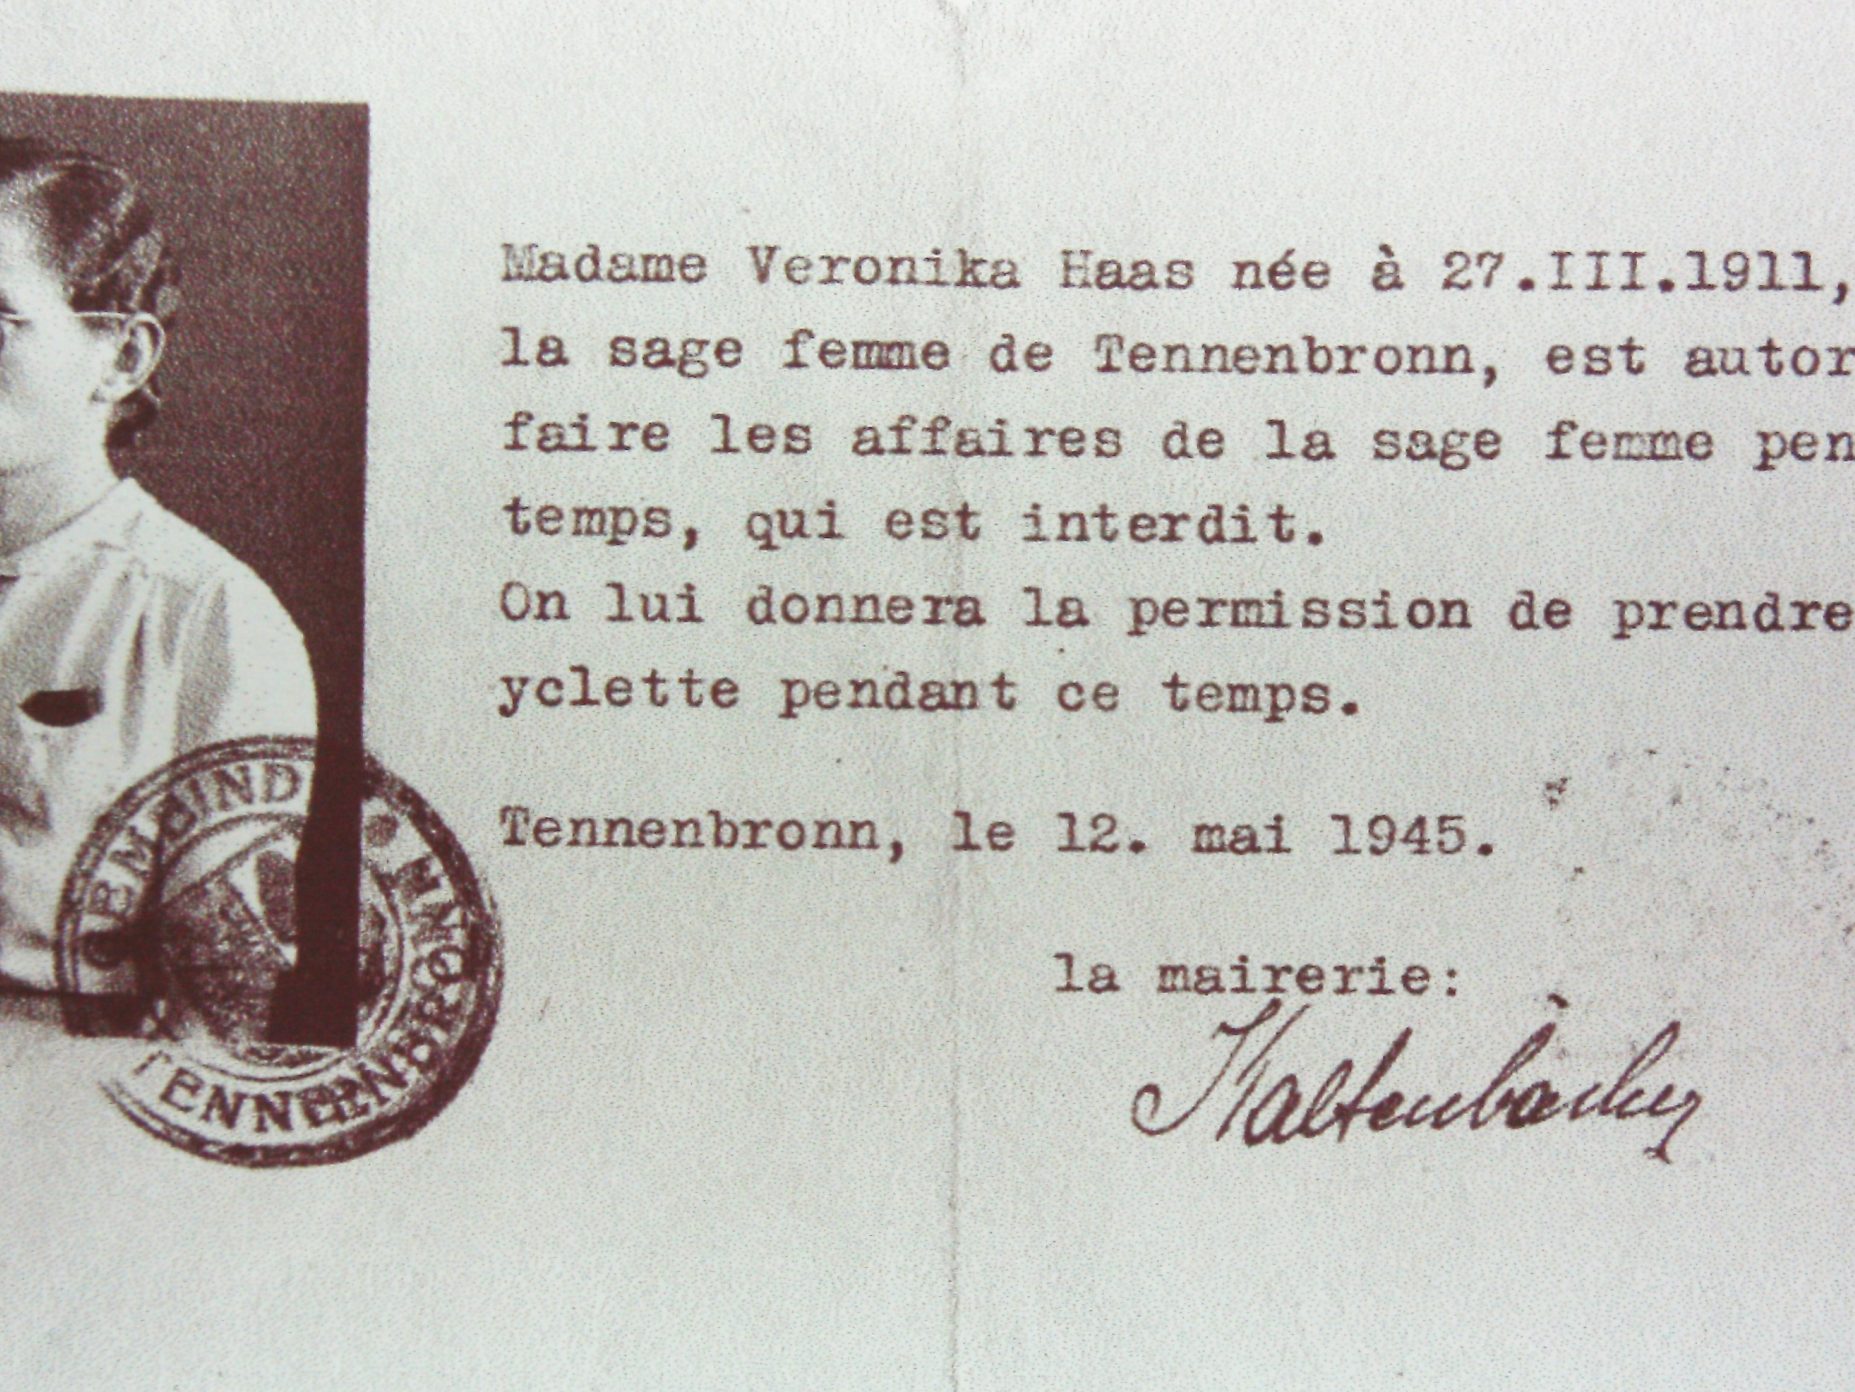 Madame Veronika Haas née à 27.III.1911,
la sage femme de Tennenbronn, est autor
faire les affaires de la sage femme pen
temps, qui est interdit.
On lui donnera la permission de prendre
yclette pendant ce temps.
Tennenbronn, le 12. mai 1945.
la mairerie:
Kaltenbacher
GEMEIND
TENNENBRONN